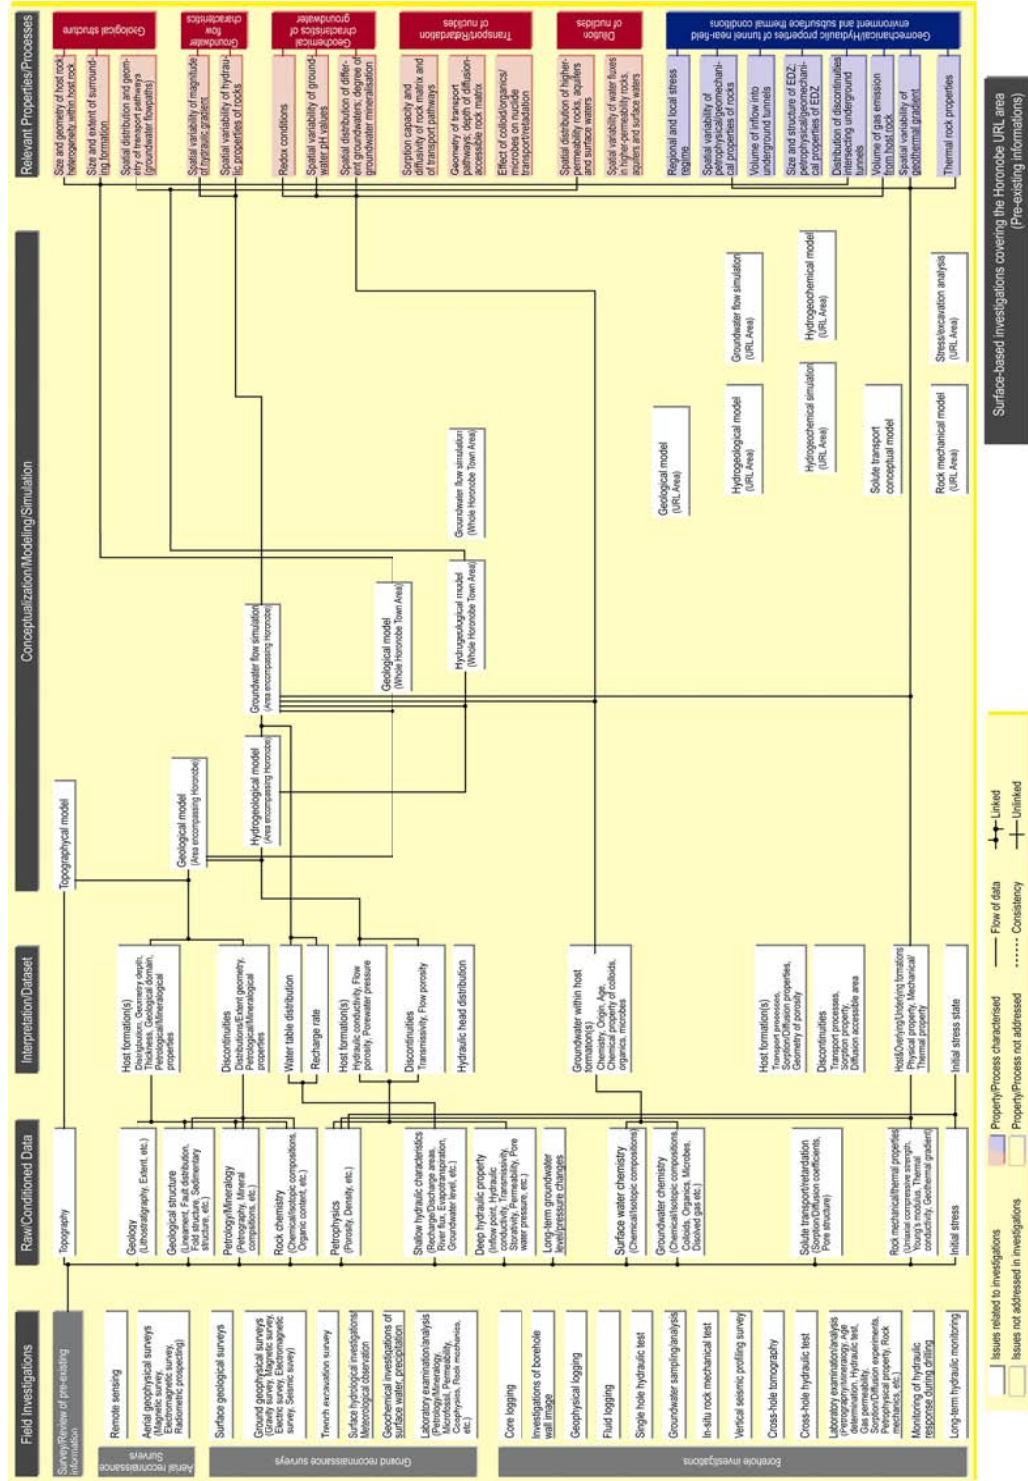 Field Investigations
Survey/Review of pre-existing
information
Aerial reconnaissance
Surveys
Remote sensing
Aerial geophysical surveys
(Magnetic survey,
Electromagnetic survey,
Radiometric prospecting)
Ground reconnaissance surveys
Surface geological surveys
Ground geophysical surveys
(Gravity survey, Magnetic survey,
Electric survey, Electromagnetic
survey, Seismic suvey)
Trench excavation survey
Surface hydrological investigations/
Meteorological observation
Geochemical investigations of
surface water, precipitation
Laboratory examination/analysis
(Petrology/Mineralogy,
Microfossil, Permeability,
Geophysics, Rock mechanics,
etc.)
Borehole investigations
Core logging
Investigations of borehole
wall image
Geophysical logging
Fluid logging
Single hole hydraulic test
Groundwater sampling/analysis
In-situ rock mechanical test
Vertical seismic profiling survey
Cross-hole tomography
Cross-hole hydraulic test
Laboratory examination/analysis
(Petrography/mineralogy, Age
determination, Hydraulic test,
Gas permeability,
Sorption/Diffusion experiments,
Petrophysical property, Rock
mechanics, etc.)
Monitoring of hydraulic
response during drilling
Long-term hydraulic monitoring
Raw/Conditioned Data
Topography
Geology
(Lithostratigraphy, Extent, etc.)
Geological structure
(Lineament, Fault distribution,
Fold structure, Sedimentary
structure, etc.)
Petrology/Mineralogy
(Petrography, Mineral
compositions, etc.)
Rock chemistry
(Chemical/Isotopic compositions,
Organic content, etc.)
Petrophysics
(Porosity, Density, etc.)
Shallow hydraulic characteristics
(Recharge/Discharge areas,
River flux, Evapotranspiration,
Groundwater level, etc.)
Deep hydraulic property
(Inflow point, Hydraulic
conductivity, Transmissivity,
Storativity, Permeability, Pore
water pressure, etc.)
Long-term groundwater
level/pressure changes
Surface water chemistry
(Chemical/Isotopic compositions)
Groundwater chemistry
(Chemical/Isotopic compositions,
Colloids, Organics, Microbes,
Disolved gas etc.)
Solute transport/retardation
(Sorption/Diffusion coefficients,
Pore structure)
Rock mechanical/thermal properties
(Uniaxial compressive strength,
Young's modulus, Thermal
conductivity, Geothermal gradient)
Initial stress
Interpretation/Dataset
Host formation(s)
Distribution, Geometry depth,
Thickness, Geological domain,
Petrological/Mineralogical
properties
Discontinuities
Distributions/Extent geometry,
Petrological/Mineralogical
properties
Water table distribution
Recharge rate
Host formation(s)
Hydraulic conductivity, Flow
porosity, Porewater pressure
Discontinuities
Transmissivity, Flow porosity
Hydraulic head distribution
Groundwater within host
formation(s)
Chemistry, Origin, Age,
Chemical property of colloids,
organics, microbes
Host formation(s)
Transport processes,
Sorption/Diffusion properties,
Geometry of porosity
Discontinuities
Transport processes,
Sorption property,
Diffusion accessible area
Host&Overlying/Underlying formations
Physical property, Mechanical/
Thermal property
Initial stress state
Conceptualization/Modeling/Simulation
Topographycal model
Geological model
(Area encompassing Horonobe)
Hydrogeological model
(Area encompassing Horonobe)
Groundwater flow simulation
(Area encompassing Horonobe)
Geological model
(Whole Horonobe Town Area)
Hydrogeological model
(Whole Horonobe Town Area)
Groundwater flow simulation
(Whole Horonobe Town Area)
Geological model
(URL Area)
Hydrogeological model
(URL Area)
Groundwater flow simulation
(URL Area)
Hydrogeochemical simulation
(URL Area)
Hydrogeochemical model
(URL Area)
Solute transport
conceptual model
Rock mechanical model
(URL Area)
Stress/excavation analysis
(URL Area)
Relevant Properties/Processes
Size and geometry of host rock,
heterogeneity within host rock
Size and extent of surround-
ing formation
Spatial distribution and geom-
etry of transport pathways
(groundwater flowpaths)
Geological structure
Spatial variability of magnitude
of hydraulic gradient
Spatial variability of hydrau-
lic properties of rocks
Groundwater
flow
characteristics
Redox conditions
Spatial variability of ground-
water pH values
Spatial distribution of differ-
ent groundwaters; degree of
groundwater mineralisation
Geochemical
chracteristics of
groundwater
Sorption capacity and
diffusivity of rock matrix and
of transport pathways
Geometry of transport
pathways; depth of diffusion-
accessible rock matrix
Effect of colloid/organics/
microbes on nuclide
transport/retadation
Transport/Retardation
of nuclides
Spatial distribution of higher-
permeability rocks, aquifers
and surface waters
Spatial variability of water fluxes
in higher-permeability rocks,
aquifers and surface waters
Dilution
of nuclides
Regional and local stress
regime
Spatial variability of
petrophysical/geomechani-
cal properties of rocks
Volume of inflow into
underground tunnels
Size and structure of EDZ;
petrophysical/geomechani-
cal properties of EDZ
Distribution of discontinuities
intersecting underground
tunnels
Volume of gas emission
from host rock
Spatial variability of
geothermal gradient
Thermal rock properties
Geomechanical/Hydraulic properties of tunnel near-field
environment and subsurface thermal conditions
Issues related to investigations
Issues not addressed in investigations
Property/Process characterised
Property/Process not addressed
Flow of data
Consistency
Linked
Unlinked
Surface-based investigations covering the Horonobe URL area
(Pre-existing informations)